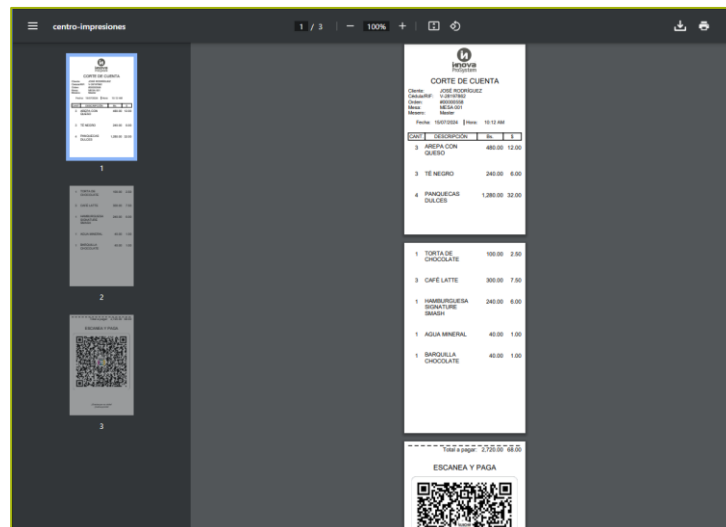 centro-impresiones
1 / 3
100%
inova
CORTE DE CUENTA
Cliente: JOSÉ RODRÍGUEZ
Cédula/RIF: V-28197862
Mesa: MESA 001
Mesero: Master
Fecha: 15/07/2024 Hora: 10:12 AM
CANT. DESCRIPCIÓN Bs. $
3 AREPA CON QUESO 480.00 12.00
3 TÉ NEGRO 240.00 6.00
4 PANQUECAS DULCES 1,280.00 32.00
1 TORTA DE CHOCOLATE 100.00 2.50
3 CAFÉ LATTE 300.00 7.50
1 HAMBURGUESA SIGNATURE SMASH 240.00 6.00
1 AGUA MINERAL 40.00 1.00
1 BARQUILLA CHOCOLATE 40.00 1.00
Total a pagar: 2,720.00 68.00
ESCANEA Y PAGA
1
2
ESCANEA Y PAGA
3